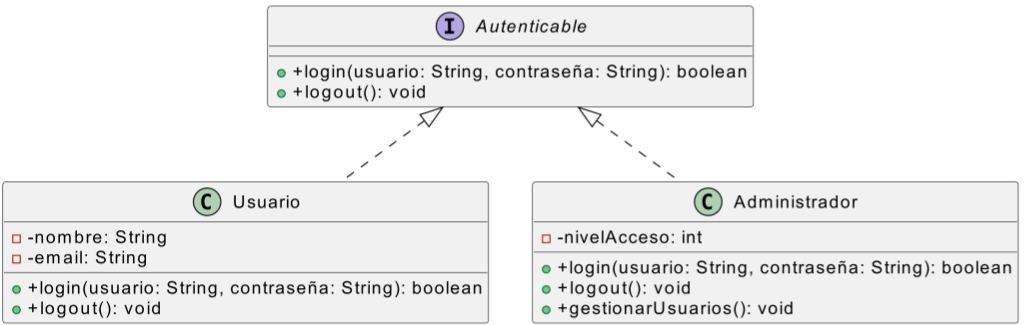 I Autenticable
+login(usuario: String, contraseña: String): boolean
+logout(): void
C Usuario
-nombre: String
-email: String
+login(usuario: String, contraseña: String): boolean
+logout(): void
C Administrador
-nivelAcceso: int
+login(usuario: String, contraseña: String): boolean
+logout(): void
+gestionarUsuarios(): void